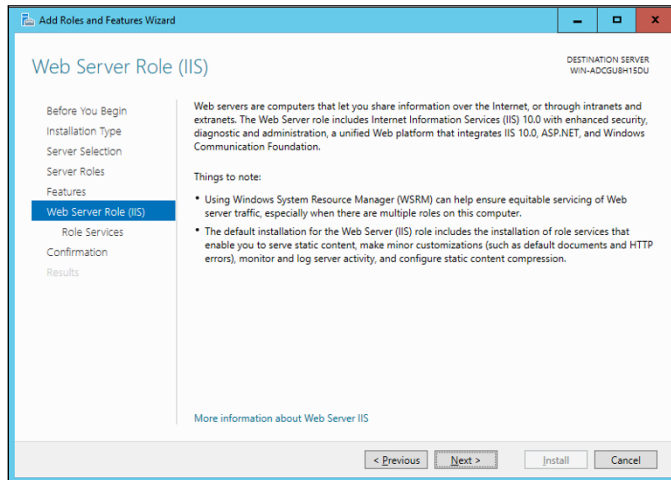 Add Roles and Features Wizard
Web Server Role (IIS)
DESTINATION SERVER
WIN-ADCGU8H15DU
Before You Begin
Installation Type
Server Selection
Server Roles
Features
Web Server Role (IIS)
Role Services
Confirmation
Results
Web servers are computers that let you share information over the Internet, or through intranets and
extranets. The Web Server role includes Internet Information Services (IIS) 10.0 with enhanced security,
diagnostic and administration, a unified Web platform that integrates IIS 10.0, ASP.NET, and Windows
Communication Foundation.
Things to note:
• Using Windows System Resource Manager (WSRM) can help ensure equitable servicing of Web
server traffic, especially when there are multiple roles on this computer.
• The default installation for the Web Server (IIS) role includes the installation of role services that
enable you to serve static content, make minor customizations (such as default documents and HTTP
errors), monitor and log server activity, and configure static content compression.
More information about Web Server IIS
< Previous
Next >
Install
Cancel